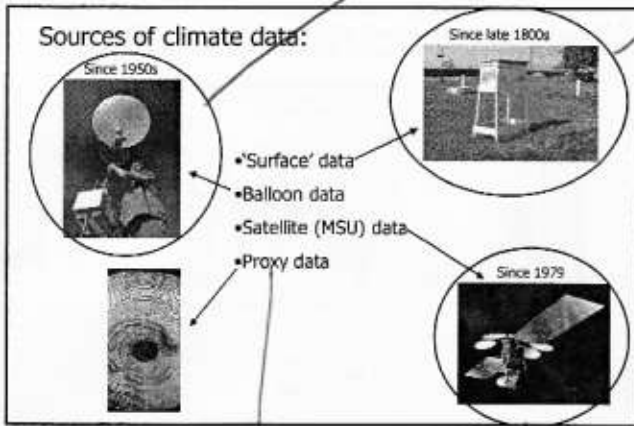 Sources of climate data:
Since 1950s
Since late 1800s
•'Surface' data
•Balloon data
•Satellite (MSU) data
•Proxy data
Since 1979